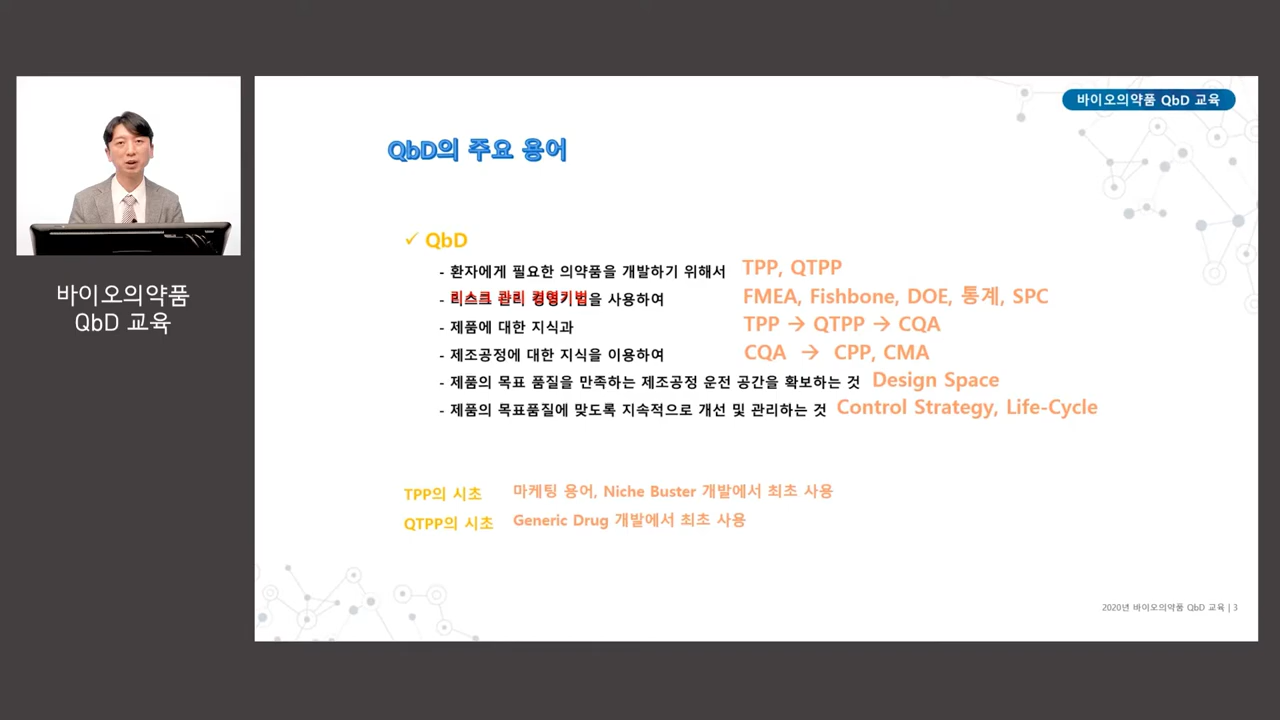 바이오의약품 QbD 교육
QbD의 주요 용어
바이오의약품
QbD 교육
✓ QbD
- 환자에게 필요한 의약품을 개발하기 위해서 TPP, QTPP
- 리스크 관리 경영기법을 사용하여 FMEA, Fishbone, DOE, 통계, SPC
- 제품에 대한 지식과 TPP → QTPP → CQA
- 제조공정에 대한 지식을 이용하여 CQA → CPP, CMA
- 제품의 목표 품질을 만족하는 제조공정 운전 공간을 확보하는 것 Design Space
- 제품의 목표품질에 맞도록 지속적으로 개선 및 관리하는 것 Control Strategy, Life-Cycle
TPP의 시초 마케팅 용어, Niche Buster 개발에서 최초 사용
QTPP의 시초 Generic Drug 개발에서 최초 사용
2020년 바이오의약품 QbD 교육 | 3